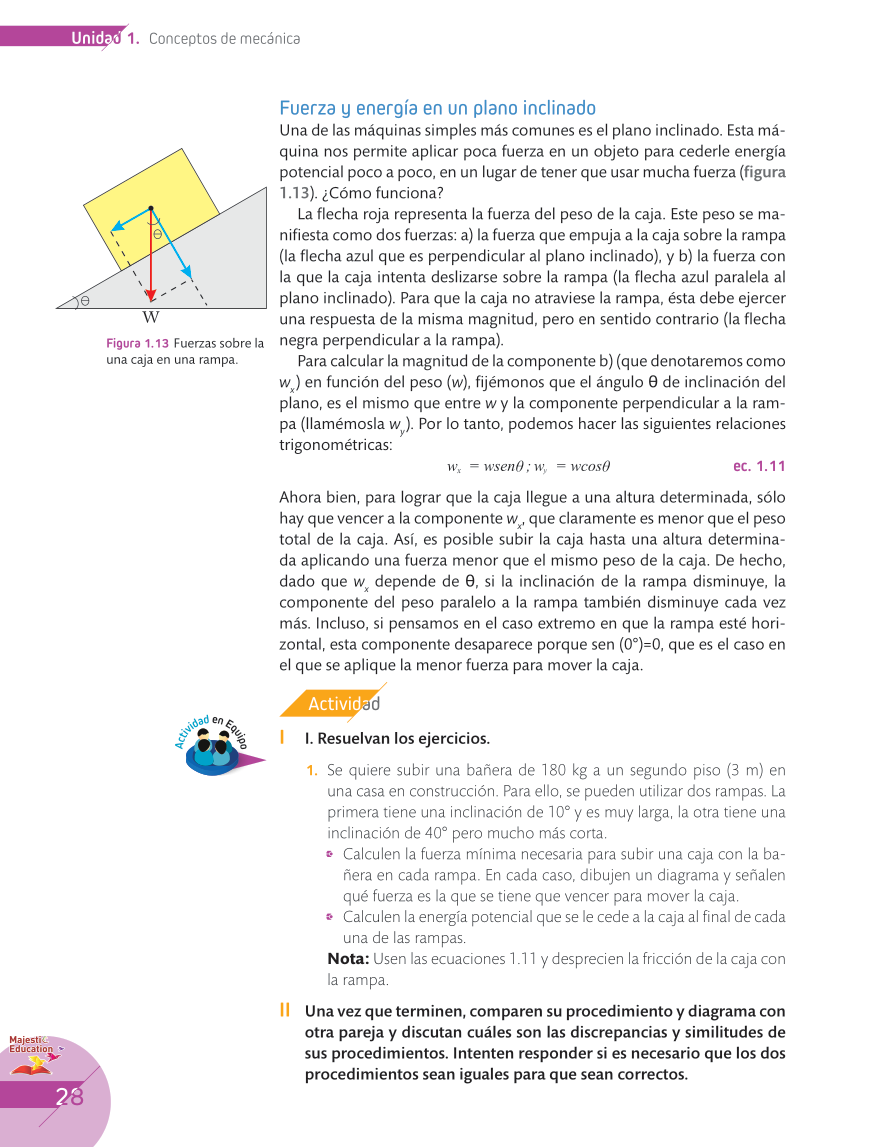 Unidad 1. Conceptos de mecánica
Fuerza y energía en un plano inclinado
Una de las máquinas simples más comunes es el plano inclinado. Esta má-
quina nos permite aplicar poca fuerza en un objeto para cederle energía
potencial poco a poco, en un lugar de tener que usar mucha fuerza (figura
1.13). ¿Cómo funciona?
La flecha roja representa la fuerza del peso de la caja. Este peso se ma-
nifiesta como dos fuerzas: a) la fuerza que empuja a la caja sobre la rampa
(la flecha azul que es perpendicular al plano inclinado), y b) la fuerza con
la que la caja intenta deslizarse sobre la rampa (la flecha azul paralela al
plano inclinado). Para que la caja no atraviese la rampa, ésta debe ejercer
una respuesta de la misma magnitud, pero en sentido contrario (la flecha
negra perpendicular a la rampa).
θ
θ
W
Figura 1.13 Fuerzas sobre la
una caja en una rampa.
Para calcular la magnitud de la componente b) (que denotaremos como
wₓ) en función del peso (w), fijémonos que el ángulo θ de inclinación del
plano, es el mismo que entre w y la componente perpendicular a la ram-
pa (llamémosla w_y). Por lo tanto, podemos hacer las siguientes relaciones
trigonométricas:
wₓ = wsenθ ; w_y = wcosθ ec. 1.11
Ahora bien, para lograr que la caja llegue a una altura determinada, sólo
hay que vencer a la componente wₓ, que claramente es menor que el peso
total de la caja. Así, es posible subir la caja hasta una altura determina-
da aplicando una fuerza menor que el mismo peso de la caja. De hecho,
dado que wₓ depende de θ, si la inclinación de la rampa disminuye, la
componente del peso paralelo a la rampa también disminuye cada vez
más. Incluso, si pensamos en el caso extremo en que la rampa esté hori-
zontal, esta componente desaparece porque sen (0°)=0, que es el caso en
el que se aplique la menor fuerza para mover la caja.
Actividad
Actividad en Equipo
I I. Resuelvan los ejercicios.
1. Se quiere subir una bañera de 180 kg a un segundo piso (3 m) en
una casa en construcción. Para ello, se pueden utilizar dos rampas. La
primera tiene una inclinación de 10° y es muy larga, la otra tiene una
inclinación de 40° pero mucho más corta.
Calculen la fuerza mínima necesaria para subir una caja con la ba-
ñera en cada rampa. En cada caso, dibujen un diagrama y señalen
qué fuerza es la que se tiene que vencer para mover la caja.
Calculen la energía potencial que se le cede a la caja al final de cada
una de las rampas.
Nota: Usen las ecuaciones 1.11 y desprecien la fricción de la caja con
la rampa.
II Una vez que terminen, comparen su procedimiento y diagrama con
otra pareja y discutan cuáles son las discrepancias y similitudes de
sus procedimientos. Intenten responder si es necesario que los dos
procedimientos sean iguales para que sean correctos.
Majestic
Education
28